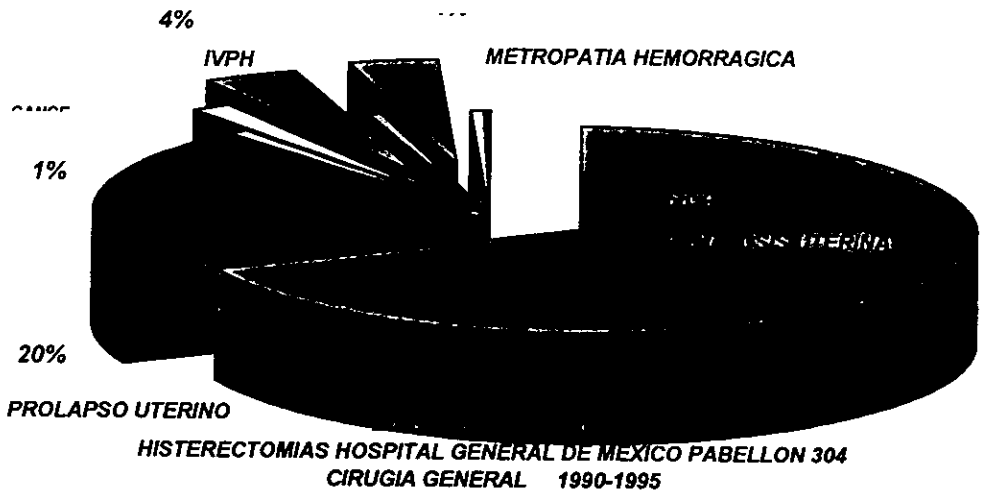 4%
IVPH
METROPATIA HEMORRAGICA
1%
UTERINA
20%
PROLAPSO UTERINO
HISTERECTOMIAS HOSPITAL GENERAL DE MEXICO PABELLON 304
CIRUGIA GENERAL 1990-1995